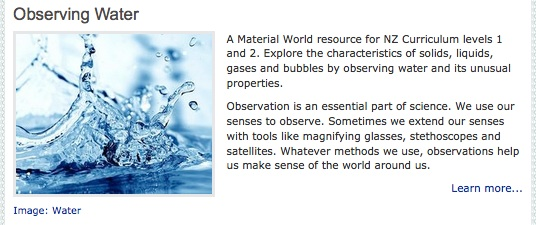 Observing Water
A Material World resource for NZ Curriculum levels 1
and 2. Explore the characteristics of solids, liquids,
gases and bubbles by observing water and its unusual
properties.
Observation is an essential part of science. We use our
senses to observe. Sometimes we extend our senses
with tools like magnifying glasses, stethoscopes and
satellites. Whatever methods we use, observations help
us make sense of the world around us.
Learn more...
Image: Water